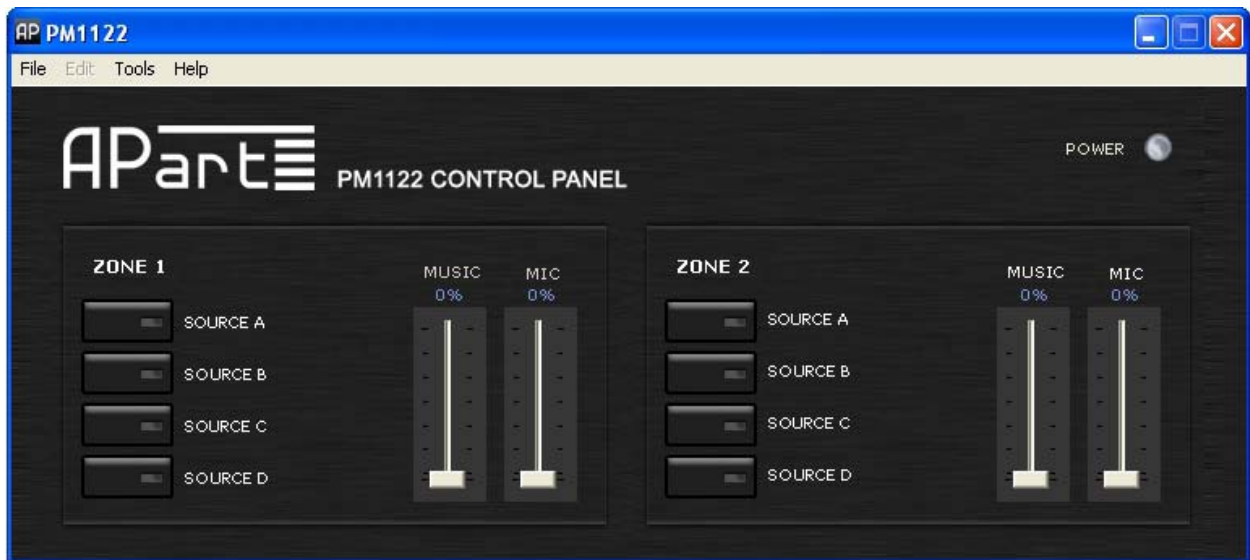 AP PM1122
File Edit Tools Help
APart PM1122 CONTROL PANEL
POWER
ZONE 1
MUSIC MIC
0% 0%
SOURCE A
SOURCE B
SOURCE C
SOURCE D
ZONE 2
MUSIC MIC
0% 0%
SOURCE A
SOURCE B
SOURCE C
SOURCE D